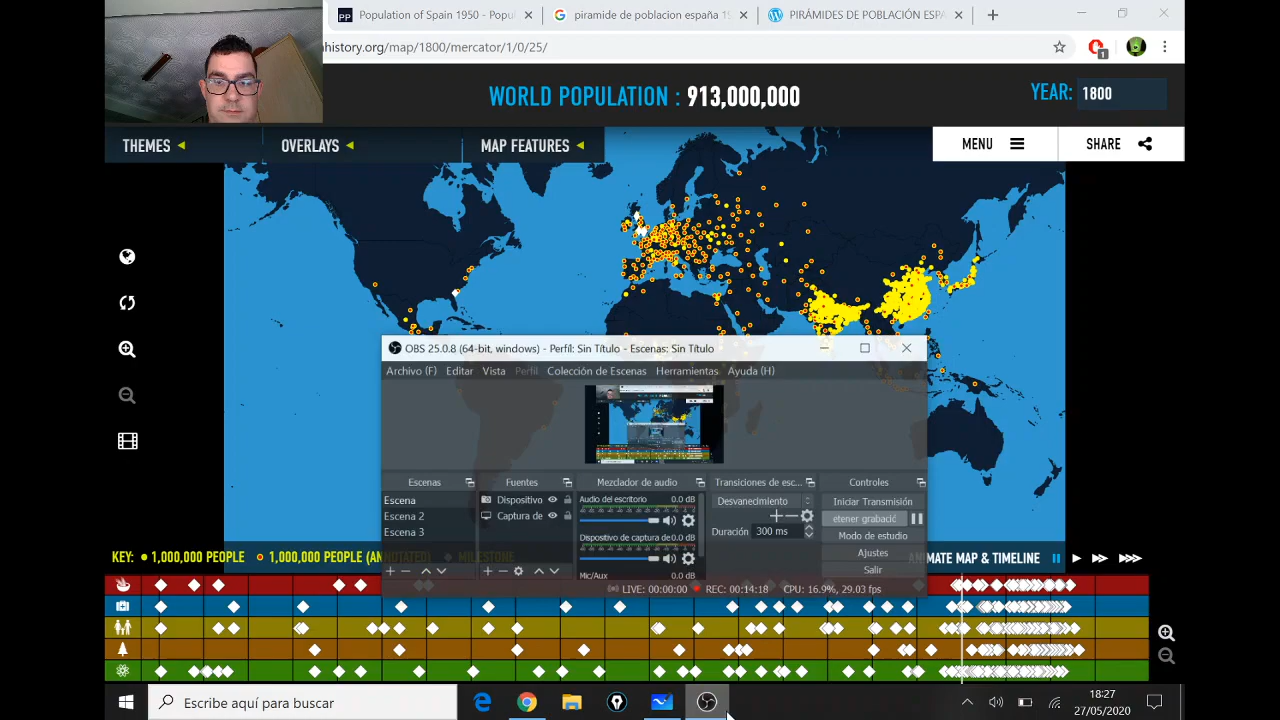 Population of Spain 1950 - Popul
piramide de poblacion españa 19
PIRÁMIDES DE POBLACIÓN ESPA
history.org/map/1800/mercator/1/0/25/
1
WORLD POPULATION : 913,000,000
YEAR: 1800
THEMES
OVERLAYS
MAP FEATURES
MENU
SHARE
OBS 25.0.8 (64-bit, windows) - Perfil: Sin Título - Escenas: Sin Título
Archivo (F) Editar Vista Perfil Colección de Escenas Herramientas Ayuda (H)
Escenas
Fuentes
Mezclador de audio
Transiciones de esc...
Controles
Escena
Escena 2
Escena 3
Dispositivo
Captura de
Audio del escritorio 0.0 dB
Dispositivo de captura de 0.0 dB
Mic/Aux 0.0 dB
Desvanecimiento
Duración 300 ms
Iniciar Transmisión
etener grabació
Modo de estudio
Ajustes
Salir
LIVE: 00:00:00 REC: 00:14:18 CPU: 16.9%, 29.03 fps
KEY: 1,000,000 PEOPLE 1,000,000 PEOPLE (ANNOTATED) MILESTONE
ANIMATE MAP & TIMELINE
Escribe aquí para buscar
18:27
27/05/2020